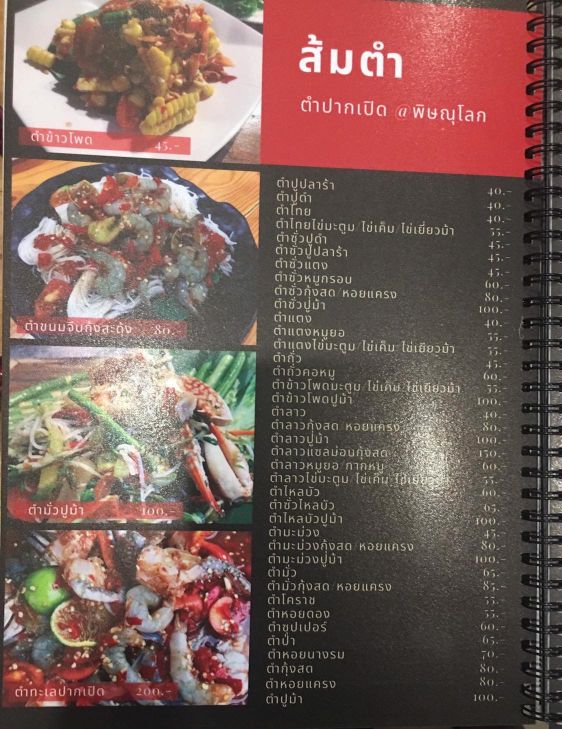 ส้มตำ
ตำปากเปิด @พิษณุโลก
ตำข้าวโพด 45.-
ตำขนมจีบกุ้งสะดุ้ง 80.-
ตำมั่วปูม้า 100.-
ตำทะเลปากเปิด 200.-
ตำปูปลาร้า 40.-
ตำปูดำ 40.-
ตำไทย 40.-
ตำไทยไข่มะตูม/ไข่เค็ม/ไข่เยี่ยวม้า 55.-
ตำซั่วปูดำ 45.-
ตำซั่วปูปลาร้า 45.-
ตำซั่วแตง 45.-
ตำซั่วหมูกรอบ 60.-
ตำซั่วกุ้งสด/หอยแครง 80.-
ตำซั่วปูม้า 100.-
ตำแตง 40.-
ตำแตงหมูยอ 55.-
ตำแตงไข่มะตูม/ไข่เค็ม/ไข่เยี่ยวม้า 55.-
ตำถั่ว 45.-
ตำถั่วคอหมู 60.-
ตำข้าวโพดมะตูม/ไข่เค็ม/ไข่เยี่ยวม้า 55.-
ตำข้าวโพดปูม้า 100.-
ตำลาว 40.-
ตำลาวกุ้งสด/หอยแครง 80.-
ตำลาวปูม้า 100.-
ตำลาวแซลม่อนกุ้งสด 150.-
ตำลาวหมูยอ/กากหมู 60.-
ตำลาวไข่มะตูม/ไข่เค็ม/ไข่เยี่ยวม้า 55.-
ตำไหลบัว 60.-
ตำซั่วไหลบัว 65.-
ตำไหลบัวปูม้า 100.-
ตำมะม่วง 45.-
ตำมะม่วงกุ้งสด/หอยแครง 80.-
ตำมะม่วงปูม้า 100.-
ตำมั่ว 65.-
ตำมั่วกุ้งสด/หอยแครง 85.-
ตำโคราช 55.-
ตำหอยดอง 55.-
ตำซุปเปอร์ 60.-
ตำป่า 65.-
ตำหอยนางรม 70.-
ตำกุ้งสด 80.-
ตำหอยแครง 80.-
ตำปูม้า 100.-